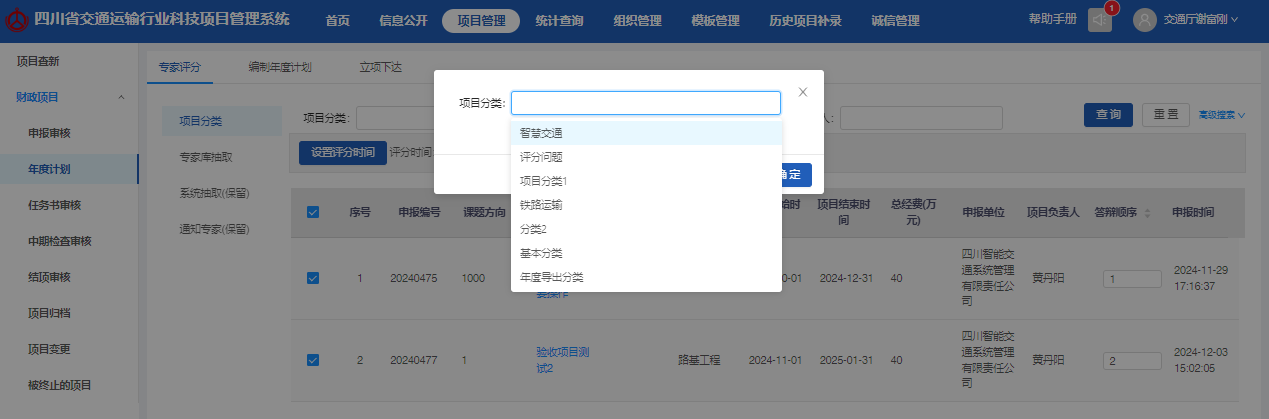 四川省交通运输行业科技项目管理系统
首页
信息公开
项目管理
统计查询
组织管理
模板管理
历史项目补录
诚信管理
帮助手册
1
交通厅谢富刚
项目查新
财政项目
申报审核
年度计划
任务书审核
中期检查审核
结项审核
项目归档
项目变更
被终止的项目
专家评分
编制年度计划
立项下达
项目分类
专家库抽取
系统抽取(保留)
通知专家(保留)
项目分类:
查 询
重 置
高级搜索
设置评分时间
评分时间
项目分类:
智慧交通
评分问题
项目分类1
铁路运输
分类2
基本分类
年度导出分类
序号
申报编号
课题方向
项目结束时
间
总经费(万
元)
申报单位
项目负责人
答辩顺序
申报时间
1
20240475
1000
2024-12-31
40
四川智能交
通系统管理
有限责任公
司
黄丹阳
1
2024-11-29
17:16:37
2
20240477
1
验收项目测
试2
路基工程
2024-11-01
2025-01-31
40
四川智能交
通系统管理
有限责任公
司
黄丹阳
2
2024-12-03
15:02:05